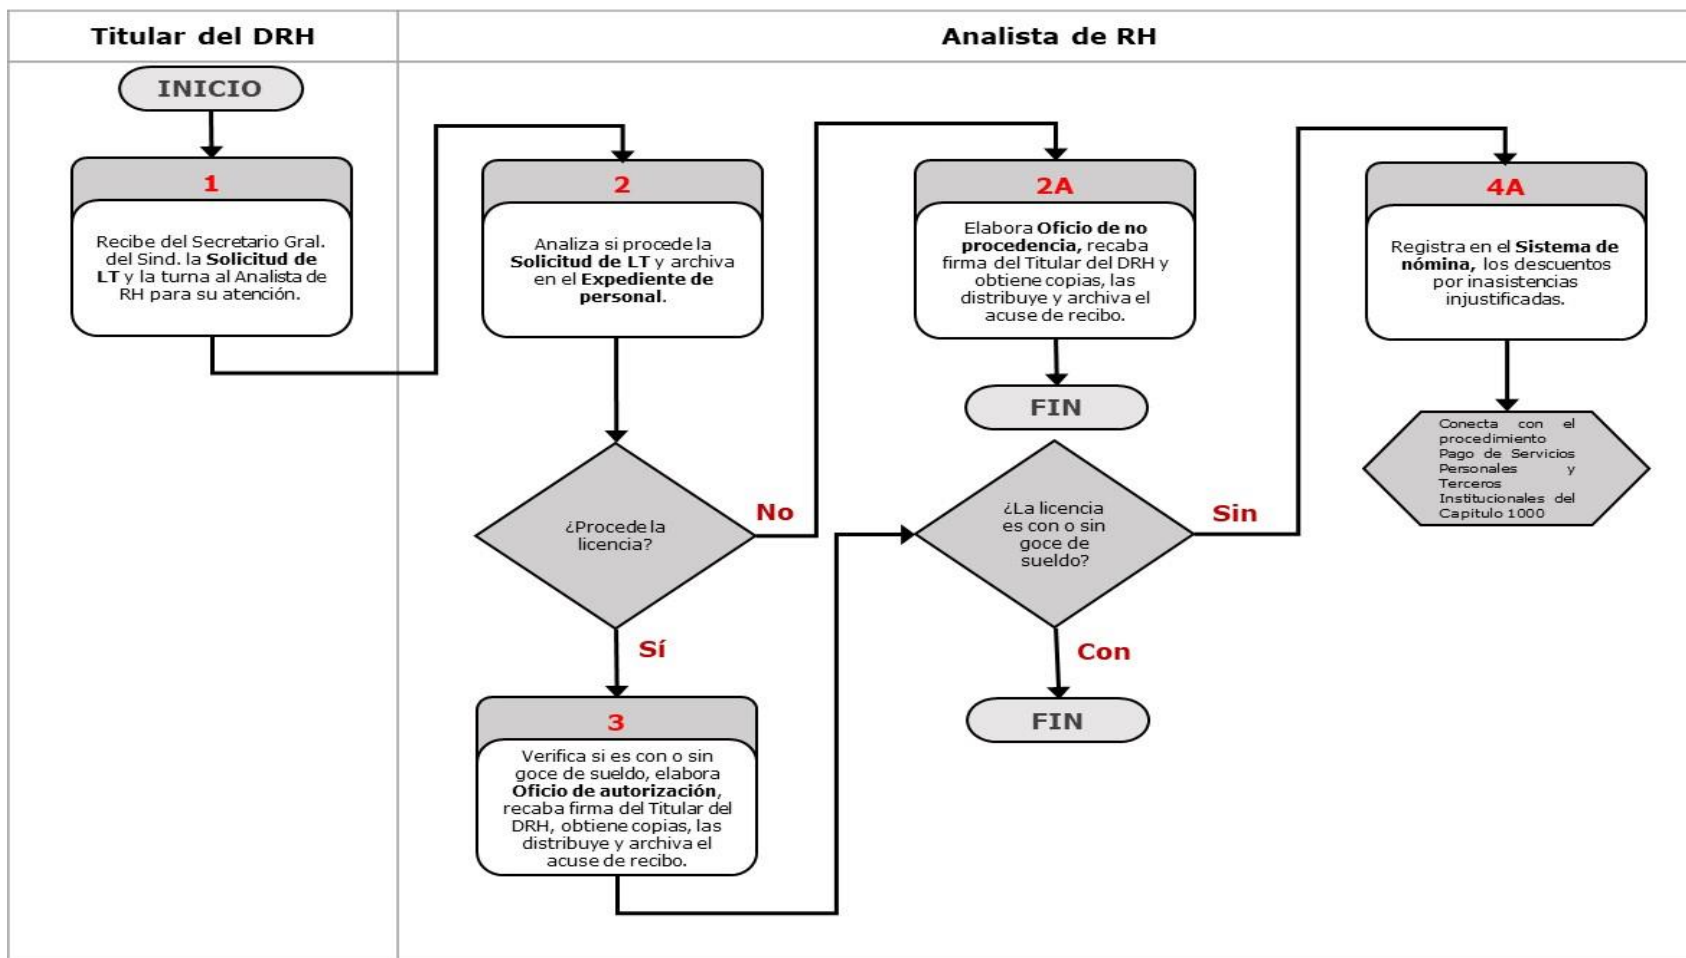 Titular del DRH
Analista de RH
INICIO
1
Recibe del Secretario Gral.
del Sind. la Solicitud de
LT y la turna al Analista de
RH para su atención.
2
Analiza si procede la
Solicitud de LT y archiva
en el Expediente de
personal.
¿Procede la
licencia?
No
Sí
3
Verifica si es con o sin
goce de sueldo, elabora
Oficio de autorización,
recaba firma del Titular del
DRH, obtiene copias, las
distribuye y archiva el
acuse de recibo.
2A
Elabora Oficio de no
procedencia, recaba
firma del Titular del DRH y
obtiene copias, las
distribuye y archiva el
acuse de recibo.
FIN
¿La licencia
es con o sin
goce de
sueldo?
Sin
Con
FIN
4A
Registra en el Sistema de
nómina, los descuentos
por inasistencias
injustificadas.
Conecta con el
procedimiento
Pago de Servicios
Personales y
Terceros
Institucionales del
Capitulo 1000